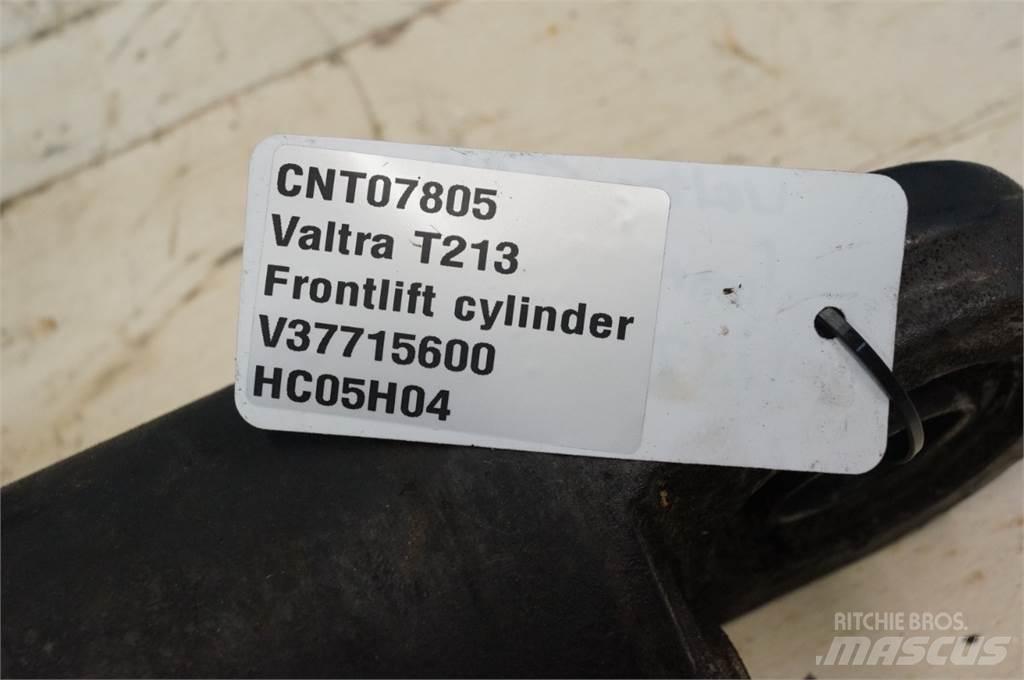 CNT07805
Valtra T213
Frontlift cylinder
V37715600
HC05H04
RITCHIE BROS.
MASCUS